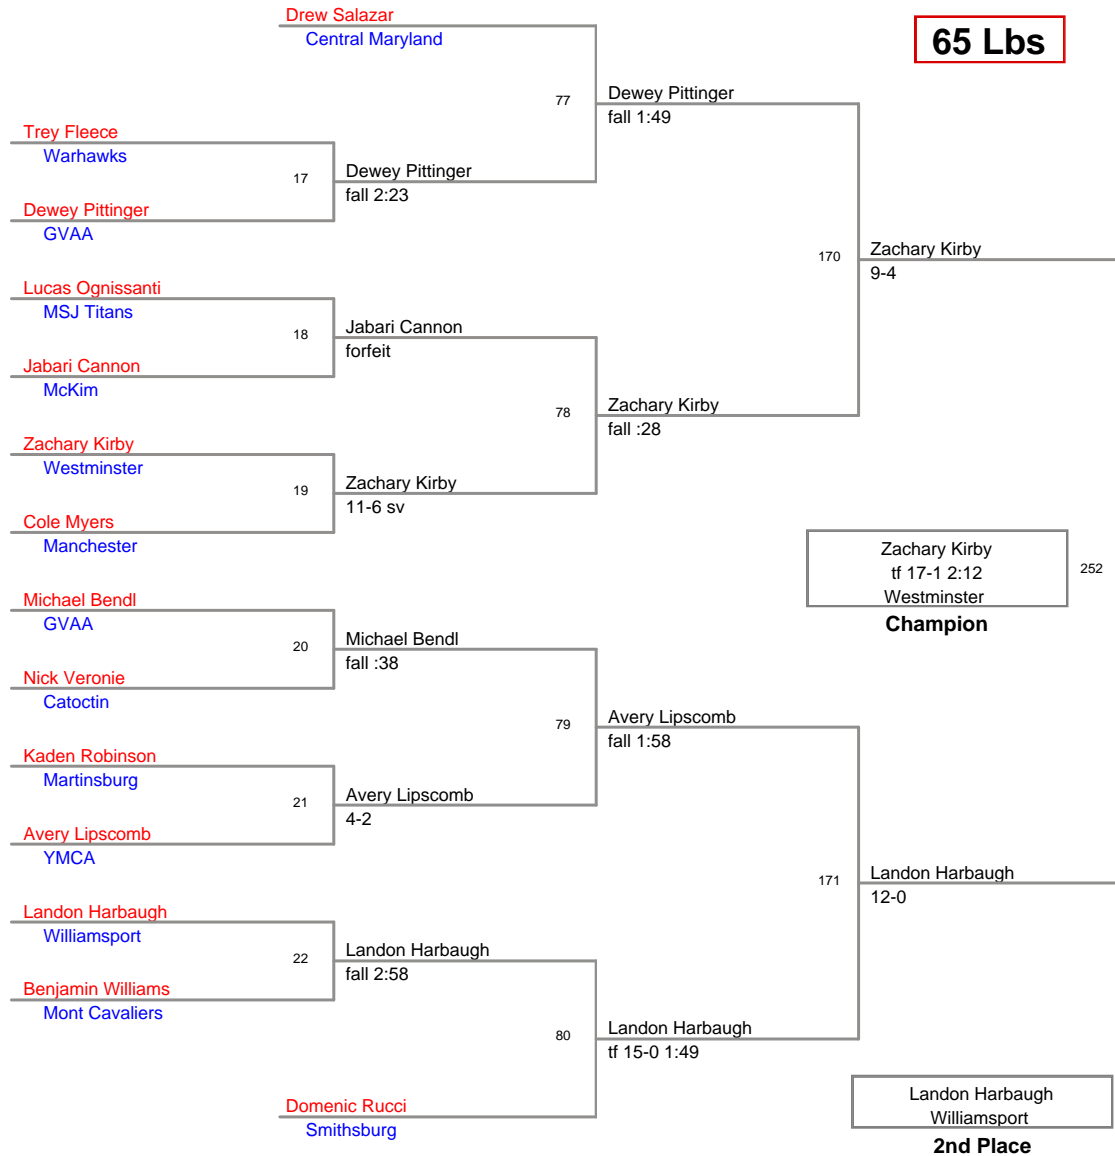 Drew Salazar
Central Maryland
65 Lbs
77
Dewey Pittinger
fall 1:49
Trey Fleece
Warhawks
17
Dewey Pittinger
fall 2:23
Dewey Pittinger
GVAA
170
Zachary Kirby
9-4
Lucas Ognissanti
MSJ Titans
18
Jabari Cannon
forfeit
Jabari Cannon
McKim
78
Zachary Kirby
fall :28
Zachary Kirby
Westminster
19
Zachary Kirby
11-6 sv
Cole Myers
Manchester
Zachary Kirby
tf 17-1 2:12
Westminster
252
Champion
Michael Bendl
GVAA
20
Michael Bendl
fall :38
Nick Veronie
Catoctin
79
Avery Lipscomb
fall 1:58
Kaden Robinson
Martinsburg
21
Avery Lipscomb
4-2
Avery Lipscomb
YMCA
171
Landon Harbaugh
12-0
Landon Harbaugh
Williamsport
22
Landon Harbaugh
fall 2:58
Benjamin Williams
Mont Cavaliers
80
Landon Harbaugh
tf 15-0 1:49
Domenic Rucci
Smithsburg
Landon Harbaugh
Williamsport
2nd Place